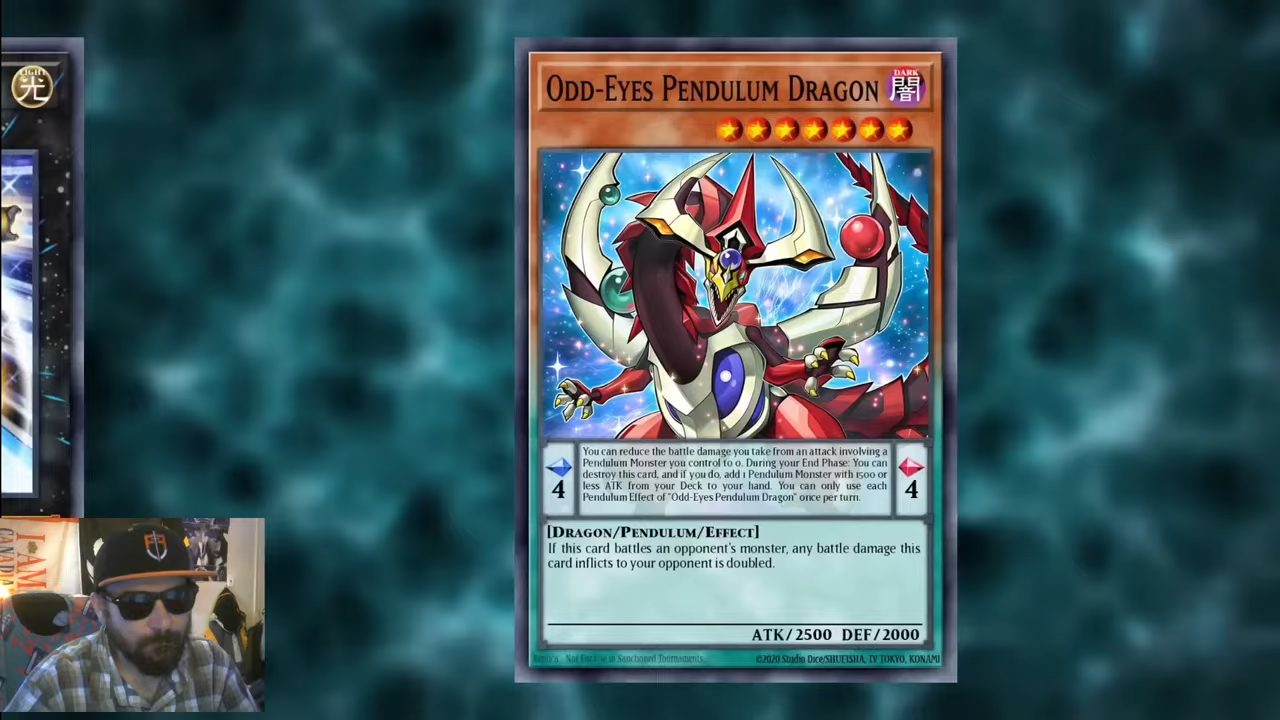 LIGHT
光
ODD-EYES PENDULUM DRAGON
DARK
闇
You can reduce the battle damage you take from an attack involving a
Pendulum Monster you control to 0. During your End Phase: You can
destroy this card, and if you do, add 1 Pendulum Monster with 1500 or
less ATK from your Deck to your hand. You can only use each
Pendulum Effect of "Odd-Eyes Pendulum Dragon" once per turn.
4
4
[DRAGON/PENDULUM/EFFECT]
If this card battles an opponent's monster, any battle damage this
card inflicts to your opponent is doubled.
ATK/2500 DEF/2000
©2020 Studio Dice/SHUEISHA, TV TOKYO, KONAMI
I AM